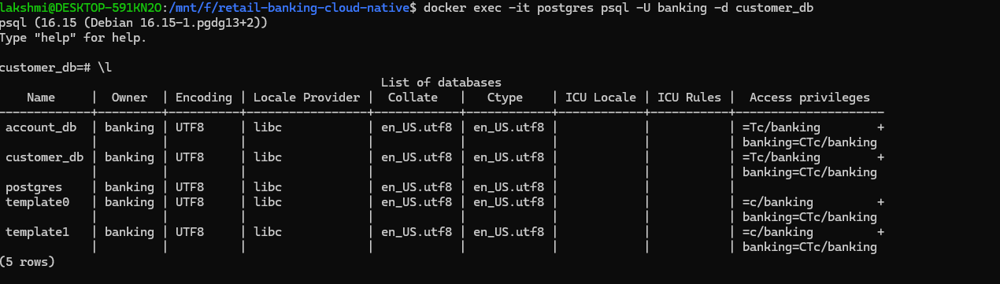 lakshmi@DESKTOP-591KN2O:/mnt/f/retail-banking-cloud-native$ docker exec -it postgres psql -U banking -d customer_db
psql (16.15 (Debian 16.15-1.pgdg13+2))
Type "help" for help.

customer_db=# \l
                                                     List of databases
    Name     |  Owner  | Encoding | Locale Provider |  Collate   |   Ctype    | ICU Locale | ICU Rules |  Access privileges
-------------+---------+----------+-----------------+------------+------------+------------+-----------+---------------------
 account_db  | banking | UTF8     | libc            | en_US.utf8 | en_US.utf8 |            |           | =Tc/banking        +
             |         |          |                 |            |            |            |           | banking=CTc/banking
 customer_db | banking | UTF8     | libc            | en_US.utf8 | en_US.utf8 |            |           | =Tc/banking        +
             |         |          |                 |            |            |            |           | banking=CTc/banking
 postgres    | banking | UTF8     | libc            | en_US.utf8 | en_US.utf8 |            |           |
 template0   | banking | UTF8     | libc            | en_US.utf8 | en_US.utf8 |            |           | =c/banking         +
             |         |          |                 |            |            |            |           | banking=CTc/banking
 template1   | banking | UTF8     | libc            | en_US.utf8 | en_US.utf8 |            |           | =c/banking         +
             |         |          |                 |            |            |            |           | banking=CTc/banking
(5 rows)